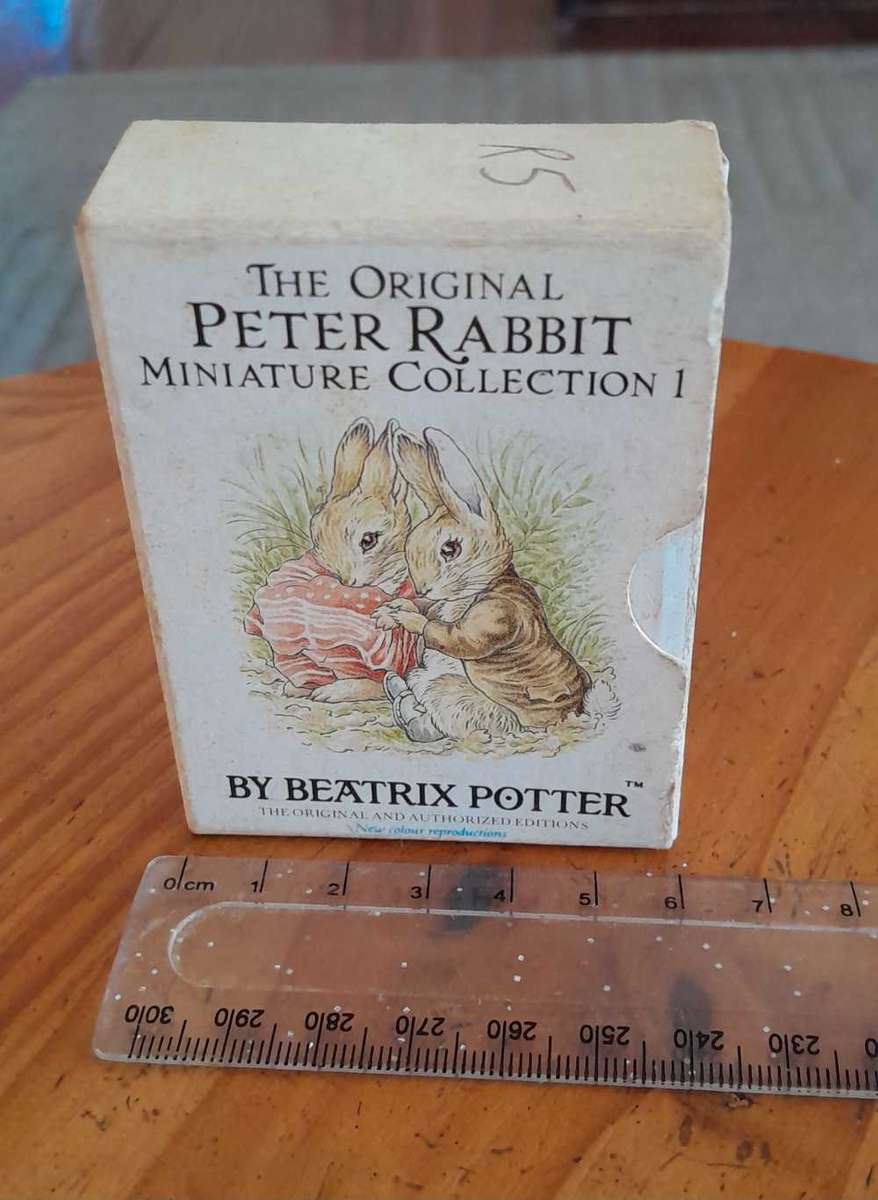 R5
THE ORIGINAL
PETER RABBIT
MINIATURE COLLECTION 1
BY BEATRIX POTTER™
THE ORIGINAL AND AUTHORIZED EDITIONS
New colour reproductions
0 cm 1 2 3 4 5 6 7 8
300 290 280 270 260 250 240 230